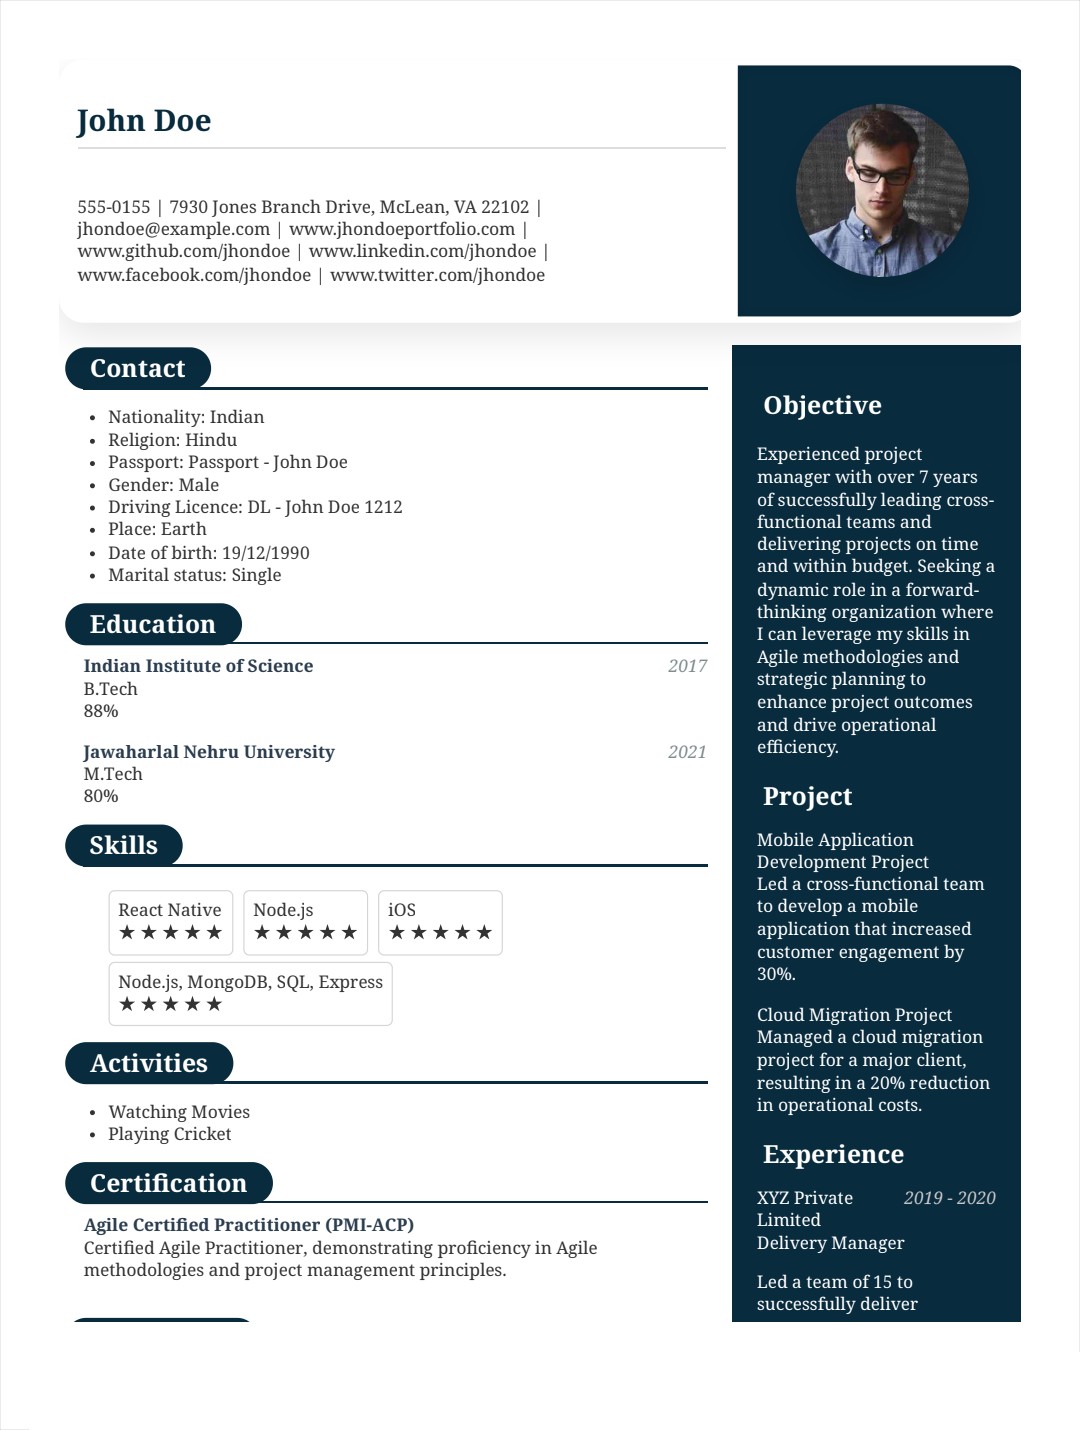 John Doe
555-0155 | 7930 Jones Branch Drive, McLean, VA 22102 |
jhondoe@example.com | www.jhondoeportfolio.com |
www.github.com/jhondoe | www.linkedin.com/jhondoe |
www.facebook.com/jhondoe | www.twitter.com/jhondoe
Contact
• Nationality: Indian
• Religion: Hindu
• Passport: Passport - John Doe
• Gender: Male
• Driving Licence: DL - John Doe 1212
• Place: Earth
• Date of birth: 19/12/1990
• Marital status: Single
Education
Indian Institute of Science 2017
B.Tech
88%
Jawaharlal Nehru University 2021
M.Tech
80%
Skills
React Native
★★★★★
Node.js
★★★★★
iOS
★★★★★
Node.js, MongoDB, SQL, Express
★★★★★
Activities
• Watching Movies
• Playing Cricket
Certification
Agile Certified Practitioner (PMI-ACP)
Certified Agile Practitioner, demonstrating proficiency in Agile
methodologies and project management principles.
Objective
Experienced project
manager with over 7 years
of successfully leading cross-
functional teams and
delivering projects on time
and within budget. Seeking a
dynamic role in a forward-
thinking organization where
I can leverage my skills in
Agile methodologies and
strategic planning to
enhance project outcomes
and drive operational
efficiency.
Project
Mobile Application
Development Project
Led a cross-functional team
to develop a mobile
application that increased
customer engagement by
30%.
Cloud Migration Project
Managed a cloud migration
project for a major client,
resulting in a 20% reduction
in operational costs.
Experience
XYZ Private 2019 - 2020
Limited
Delivery Manager
Led a team of 15 to
successfully deliver